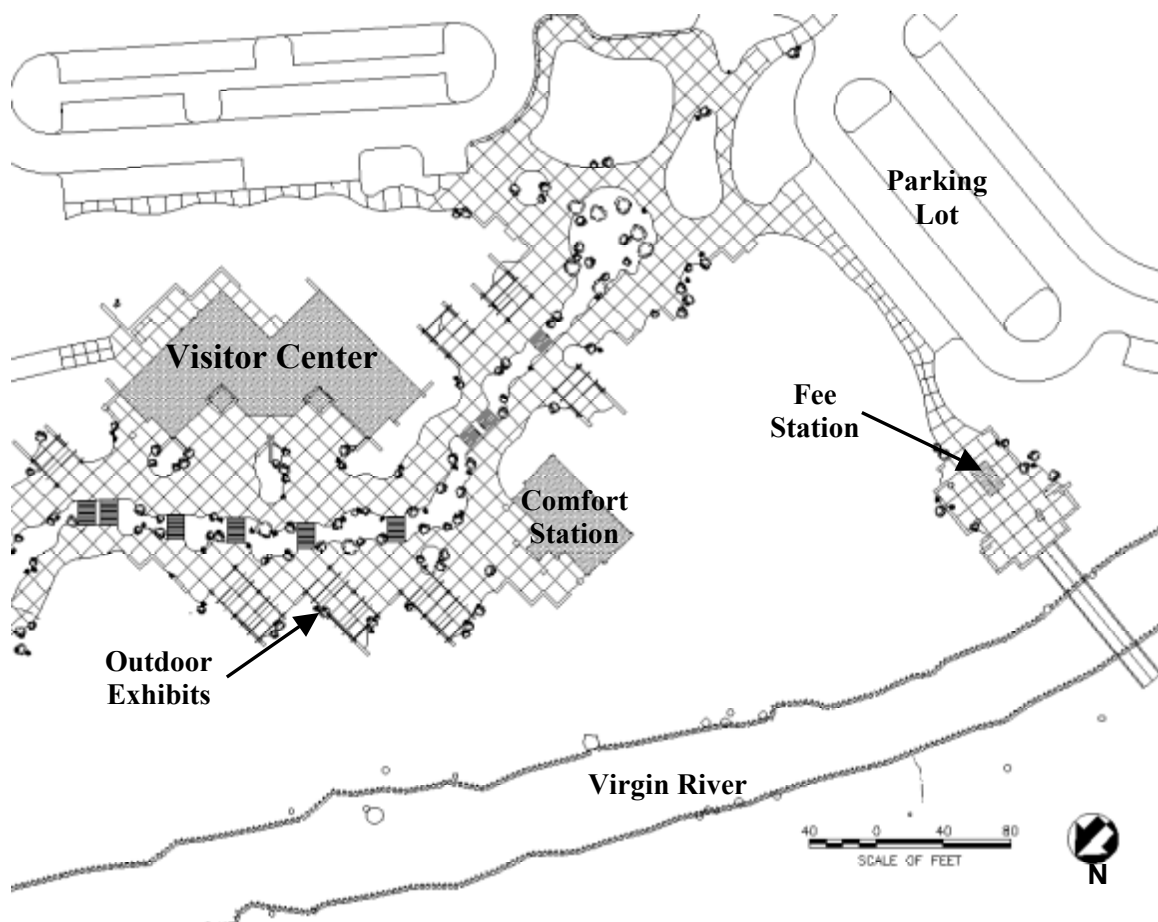 Parking
Lot
Visitor Center
Fee
Station
Comfort
Station
Outdoor
Exhibits
Virgin River
40 0 40 80
SCALE OF FEET
N